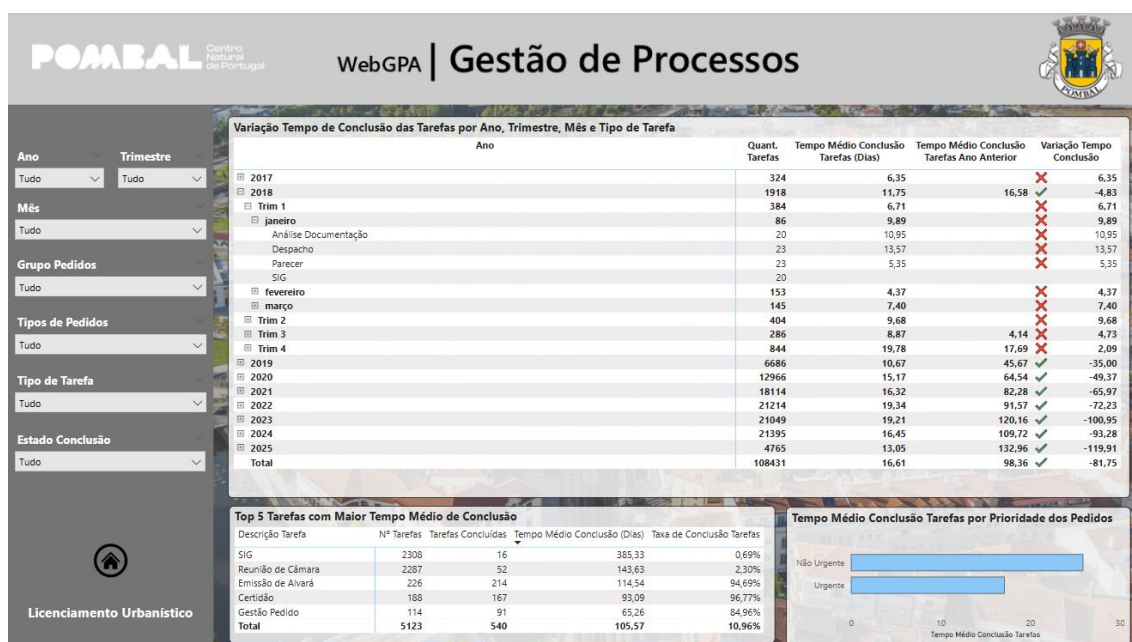 POMBAL Centro Natural de Portugal
WebGPA | Gestão de Processos
POMBAL
Ano Trimestre
Tudo Tudo
Mês
Tudo
Grupo Pedidos
Tudo
Tipos de Pedidos
Tudo
Tipo de Tarefa
Tudo
Estado Conclusão
Tudo
Licenciamento Urbanístico
Variação Tempo de Conclusão das Tarefas por Ano, Trimestre, Mês e Tipo de Tarefa
Ano Quant. Tarefas Tempo Médio Conclusão Tarefas (Dias) Tempo Médio Conclusão Tarefas Ano Anterior Variação Tempo Conclusão
2017 324 6,35 6,35
2018 1918 11,75 16,58 -4,83
Trim 1 384 6,71 6,71
janeiro 86 9,89 9,89
Análise Documentação 20 10,95 10,95
Despacho 23 13,57 13,57
Parecer 23 5,35 5,35
SIG 20
fevereiro 153 4,37 4,37
março 145 7,40 7,40
Trim 2 404 9,68 9,68
Trim 3 286 8,87 4,14 4,73
Trim 4 844 19,78 17,69 2,09
2019 6686 10,67 45,67 -35,00
2020 12966 15,17 64,54 -49,37
2021 18114 16,32 82,28 -65,97
2022 21214 19,34 91,57 -72,23
2023 21049 19,21 120,16 -100,95
2024 21395 16,45 109,72 -93,28
2025 4765 13,05 132,96 -119,91
Total 108431 16,61 98,36 -81,75
Top 5 Tarefas com Maior Tempo Médio de Conclusão
Descrição Tarefa Nº Tarefas Tarefas Concluídas Tempo Médio Conclusão (Dias) Taxa de Conclusão Tarefas
SIG 2308 16 385,33 0,69%
Reunião de Câmara 2287 52 143,63 2,30%
Emissão de Alvará 226 214 114,54 94,69%
Certidão 188 167 93,09 96,77%
Gestão Pedido 114 91 65,26 84,96%
Total 5123 540 105,57 10,96%
Tempo Médio Conclusão Tarefas por Prioridade dos Pedidos
Não Urgente
Urgente
0 10 20 30
Tempo Médio Conclusão Tarefas